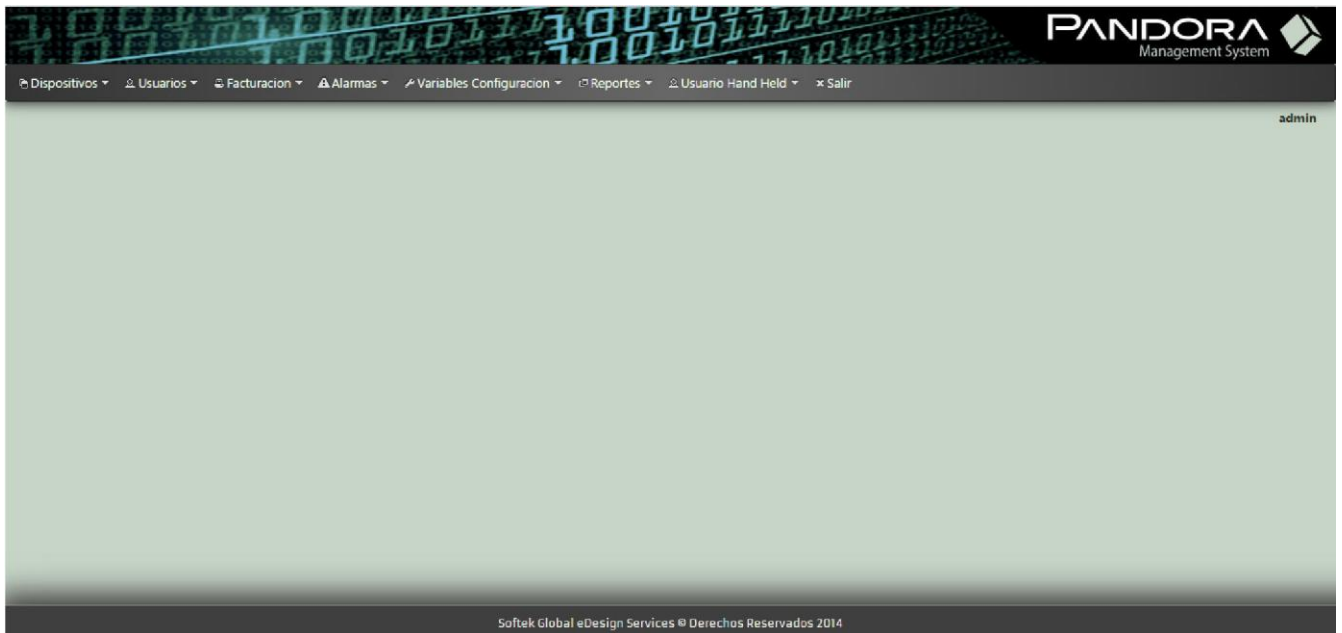 PANDORA
Management System
Dispositivos Usuarios Facturacion Alarmas Variables Configuracion Reportes Usuario Hand Held Salir
admin
Softek Global eDesign Services © Derechos Reservados 2014